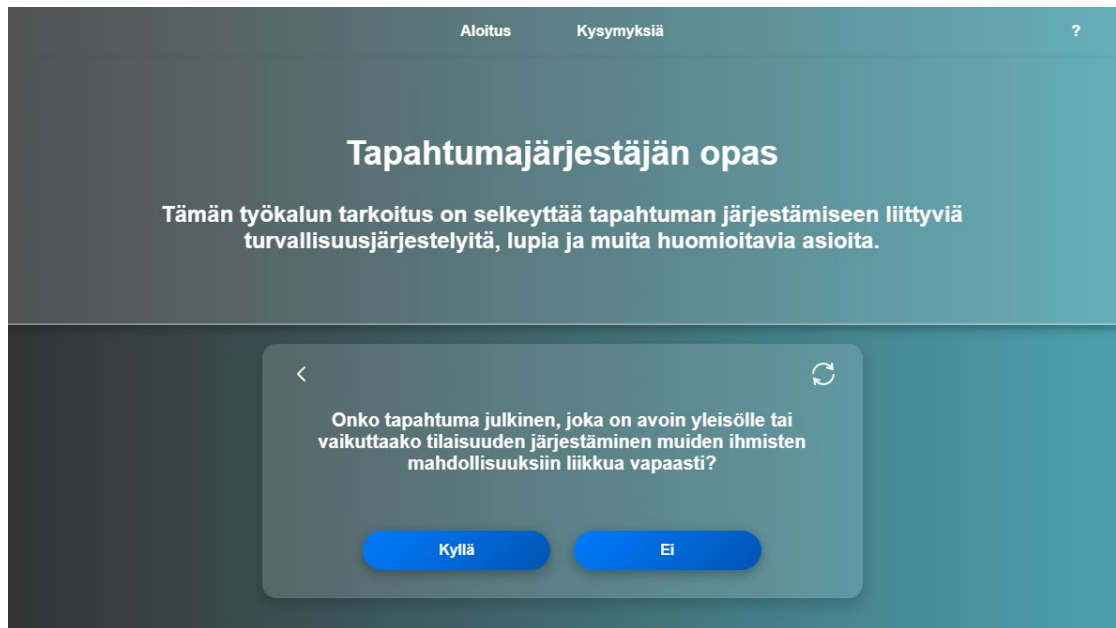 Aloitus Kysymyksiä ?
Tapahtumajärjestäjän opas
Tämän työkalun tarkoitus on selkeyttää tapahtuman järjestämiseen liittyviä
turvallisuusjärjestelyitä, lupia ja muita huomioitavia asioita.
Onko tapahtuma julkinen, joka on avoin yleisölle tai
vaikuttaako tilaisuuden järjestäminen muiden ihmisten
mahdollisuuksiin liikkua vapaasti?
Kyllä Ei